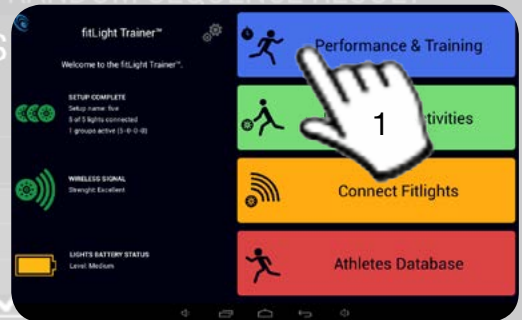 fitLight Trainer™
Welcome to the fitLight Trainer™.
SETUP COMPLETE
Setup name: five
5 of 5 lights connected
1 groups active (5-0-0-0)
WIRELESS SIGNAL
Strenght: Excellent
LIGHTS BATTERY STATUS
Level: Medium
Performance & Training
1
Connect Fitlights
Athletes Database